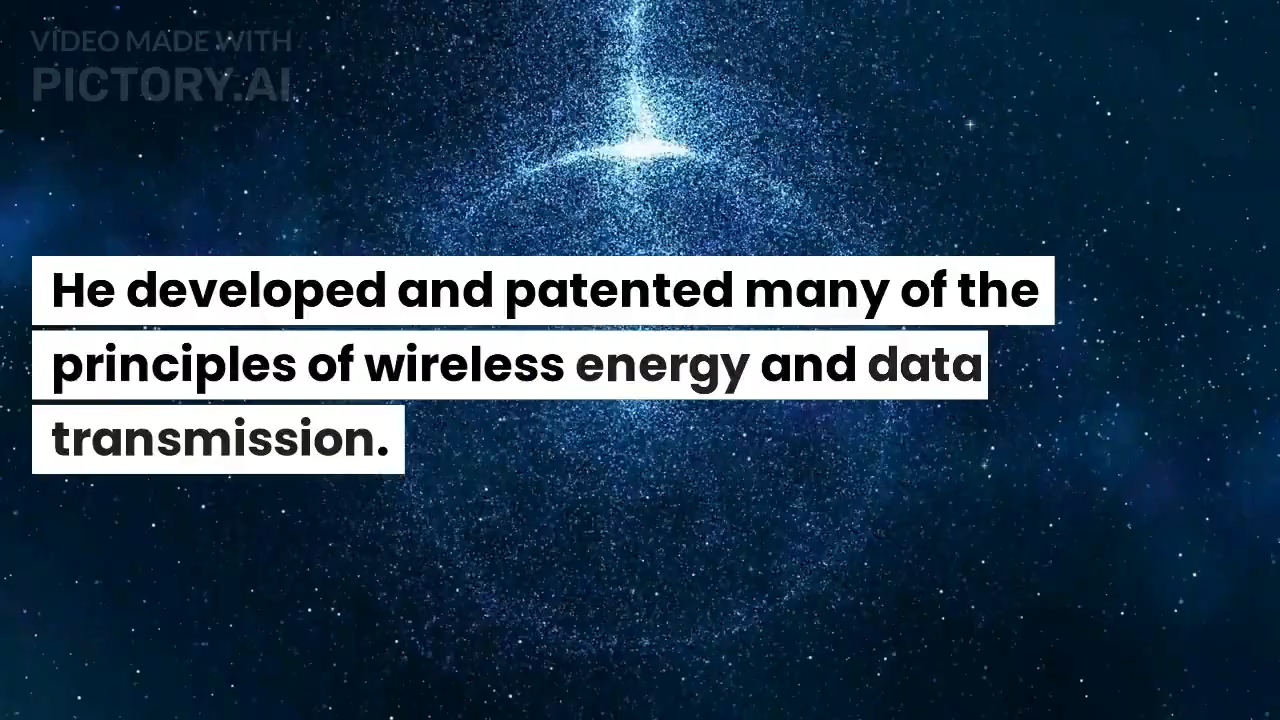 VIDEO MADE WITH
PICTORY.AI
He developed and patented many of the
principles of wireless energy and data
transmission.